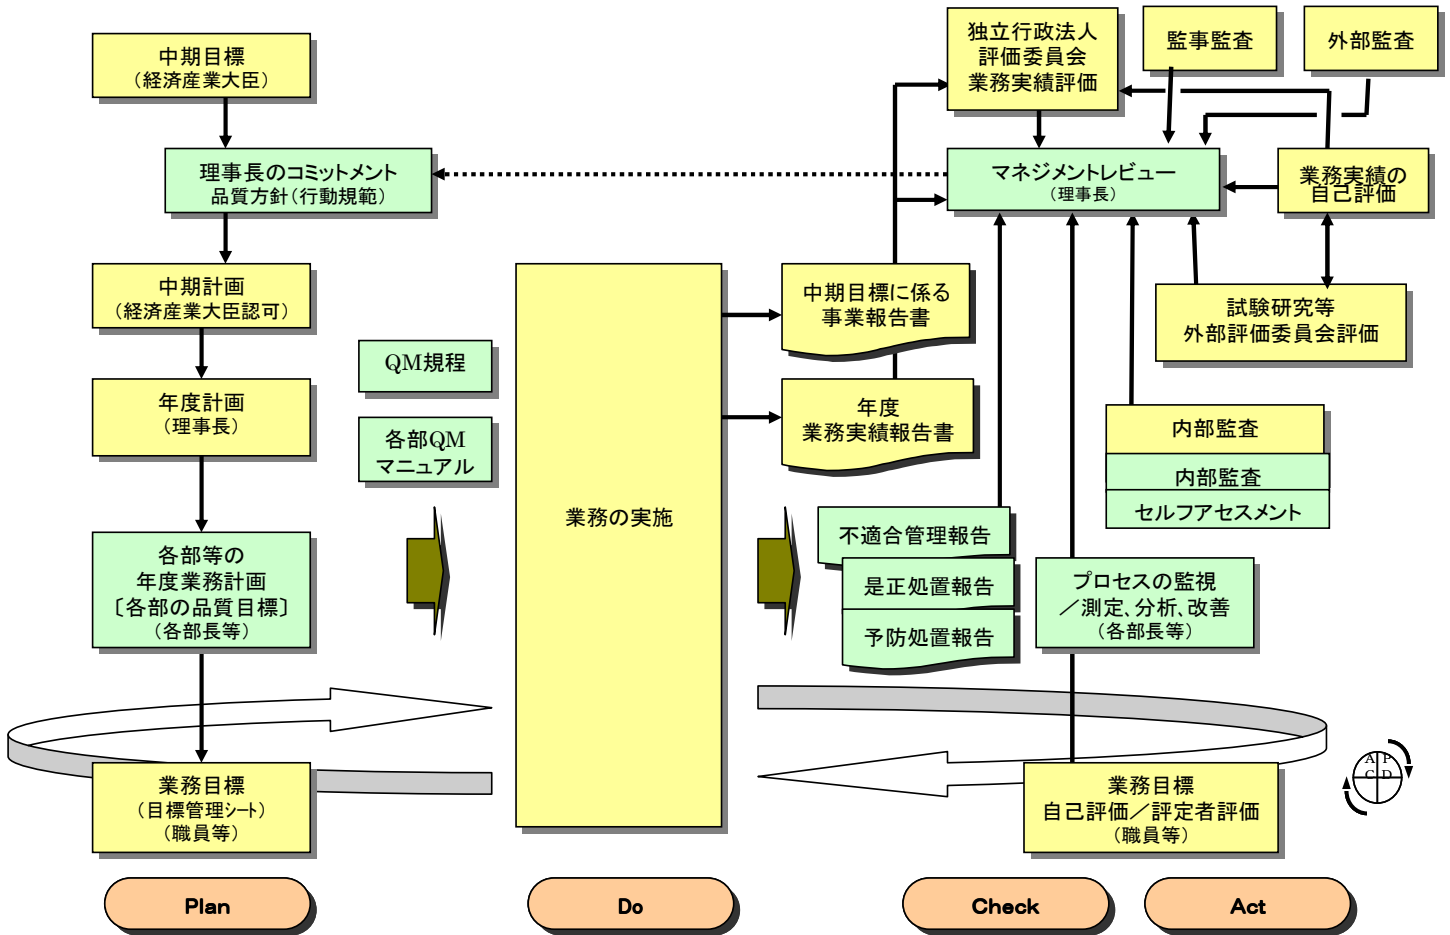 中期目標
（経済産業大臣）
理事長のコミットメント
品質方針（行動規範）
中期計画
（経済産業大臣認可）
年度計画
（理事長）
各部等の
年度業務計画
〔各部の品質目標〕
（各部長等）
業務目標
（目標管理シート）
（職員等）
QM規程
各部QM
マニュアル
業務の実施
中期目標に係る
事業報告書
年度
業務実績報告書
不適合管理報告
是正処置報告
予防処置報告
独立行政法人
評価委員会
業務実績評価
監事監査
外部監査
マネジメントレビュー
（理事長）
業務実績の
自己評価
試験研究等
外部評価委員会評価
内部監査
内部監査
セルフアセスメント
プロセスの監視
／測定、分析、改善
（各部長等）
業務目標
自己評価／評定者評価
（職員等）
A P
C D
Plan
Do
Check
Act